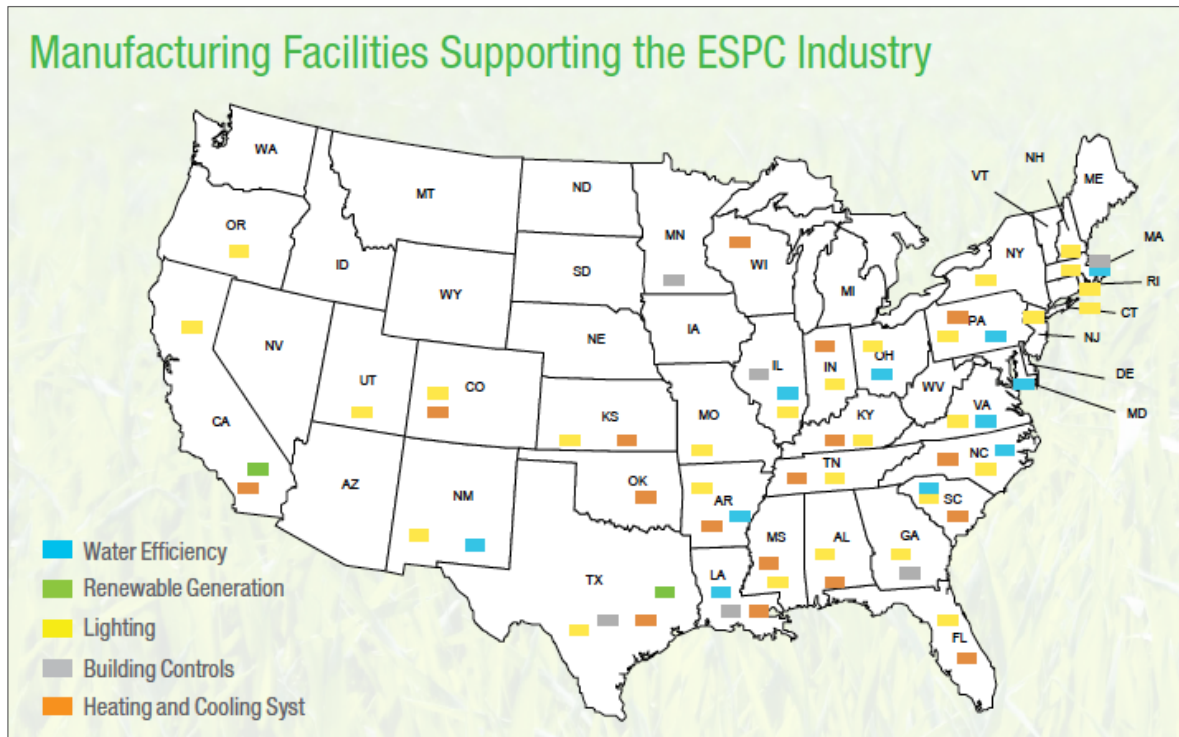 Manufacturing Facilities Supporting the ESPC Industry
WA
MT
ND
MN
VT
NH
ME
OR
ID
SD
WI
MI
NY
MA
WY
RI
CT
NV
NE
IA
PA
NJ
UT
CO
IL
IN
OH
DE
CA
KS
MO
WV
VA
MD
KY
AZ
NM
OK
AR
TN
NC
SC
MS
AL
GA
TX
LA
FL
Water Efficiency
Renewable Generation
Lighting
Building Controls
Heating and Cooling Syst